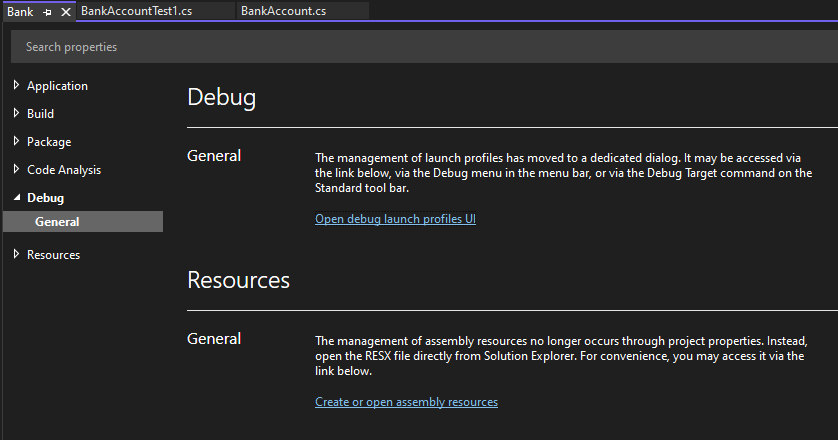 Bank
BankAccountTest1.cs
BankAccount.cs
Search properties
Application
Build
Package
Code Analysis
Debug
General
Resources
Debug
General
The management of launch profiles has moved to a dedicated dialog. It may be accessed via
the link below, via the Debug menu in the menu bar, or via the Debug Target command on the
Standard tool bar.
Open debug launch profiles UI
Resources
General
The management of assembly resources no longer occurs through project properties. Instead,
open the RESX file directly from Solution Explorer. For convenience, you may access it via the
link below.
Create or open assembly resources